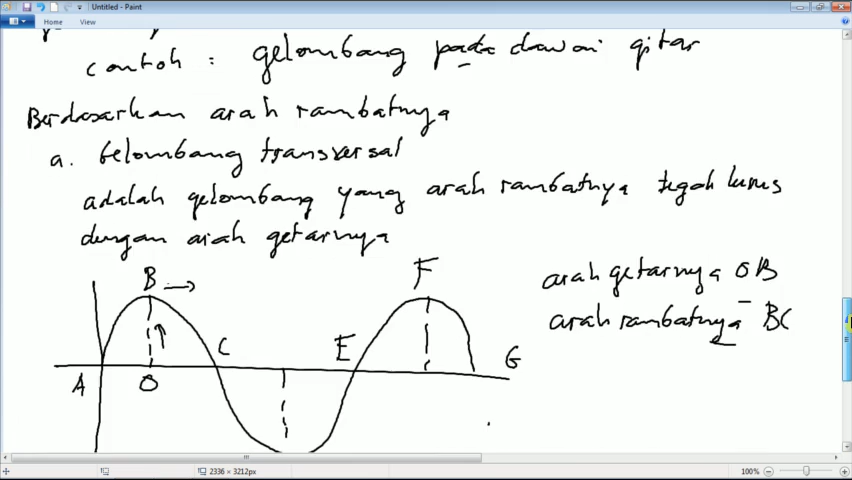 Untitled - Paint
Home View
contoh : gelombang pada dawai gitar
Berdasarkan arah rambatnya
a. Gelombang transversal
adalah gelombang yang arah rambatnya tegak lurus
dengan arah getarnya
arah getarnya OB
arah rambatnya BC
B
F
C
E
G
A
O
2336 × 3212px
100%